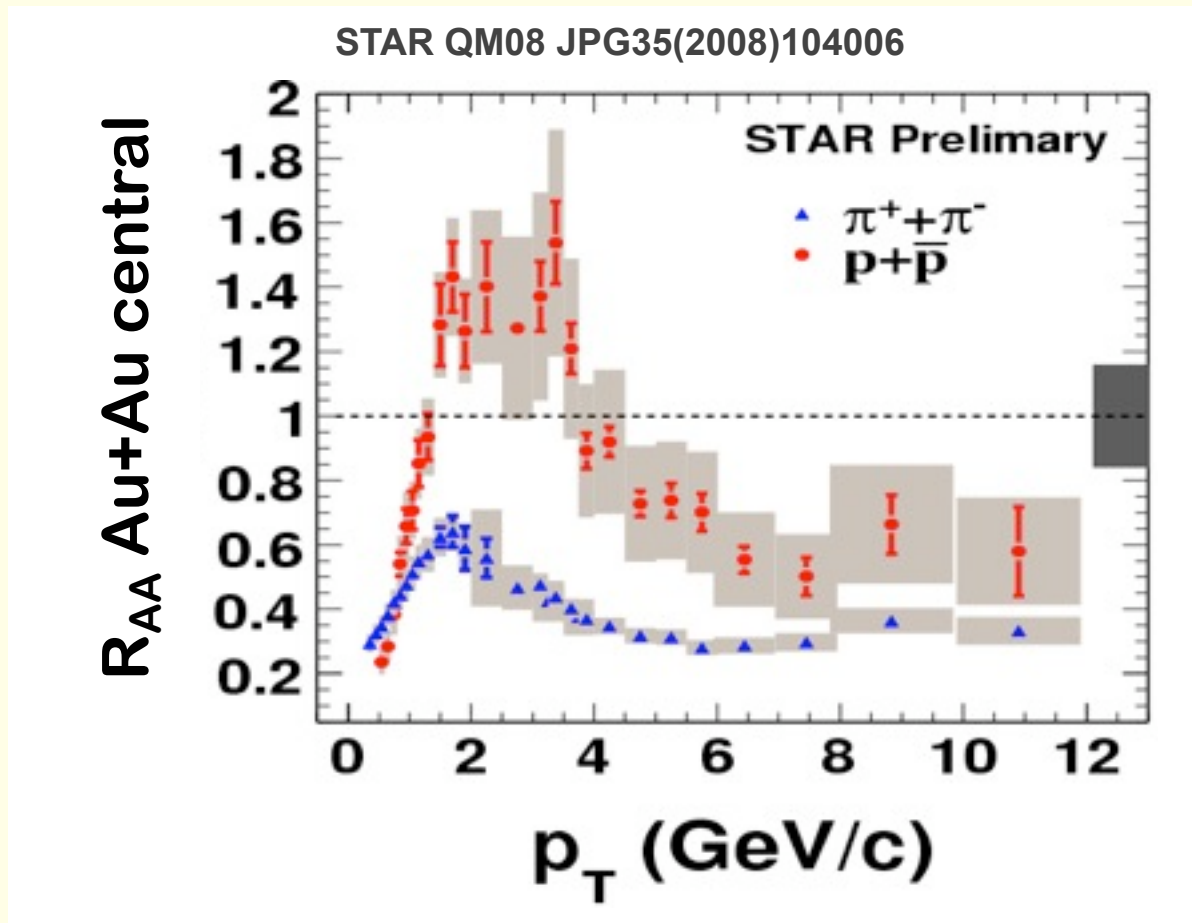 STAR QM08 JPG35(2008)104006
R_AA Au+Au central
2
1.8
1.6
1.4
1.2
1
0.8
0.6
0.4
0.2
STAR Prelimary
π⁺+π⁻
p+p̅
0 2 4 6 8 10 12
p_T (GeV/c)